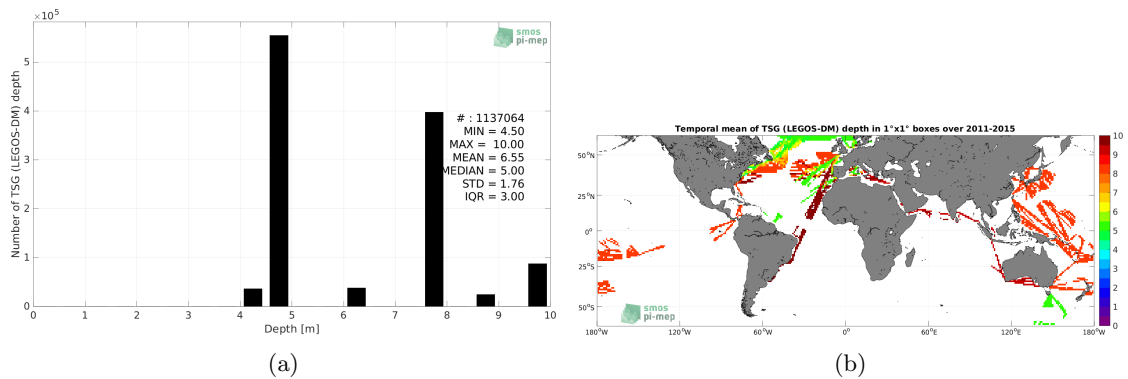 ×10⁵
smos
pi-mep
Number of TSG (LEGOS-DM) depth
5
4
3
2
1
0
# : 1137064
MIN = 4.50
MAX = 10.00
MEAN = 6.55
MEDIAN = 5.00
STD = 1.76
IQR = 3.00
0 1 2 3 4 5 6 7 8 9 10
Depth [m]
(a)
Temporal mean of TSG (LEGOS-DM) depth in 1°x1° boxes over 2011-2015
50°N
25°N
0°
25°S
50°S
180°W 120°W 60°W 0° 60°E 120°E 180°W
smos
pi-mep
10
9
8
7
6
5
4
3
2
1
0
(b)